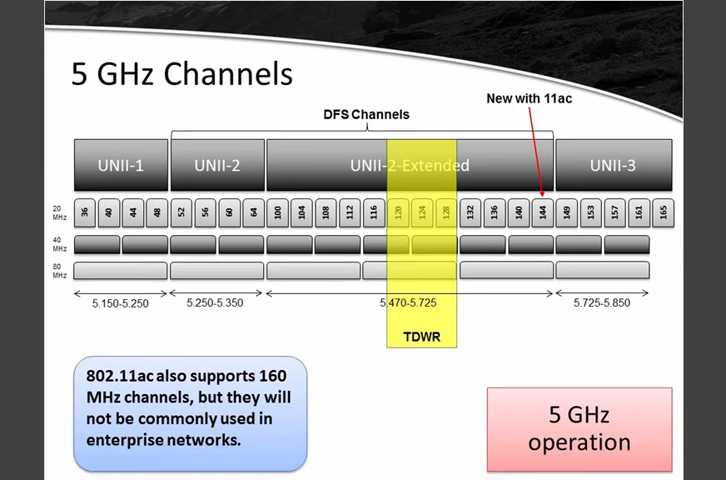 5 GHz Channels
New with 11ac
DFS Channels
UNII-1 UNII-2 UNII-2-Extended UNII-3
20 MHz 36 40 44 48 52 56 60 64 100 104 108 112 116 120 124 128 132 136 140 144 149 153 157 161 165
40 MHz
80 MHz
5.150-5.250 5.250-5.350 5.470-5.725 5.725-5.850
TDWR
802.11ac also supports 160
MHz channels, but they will
not be commonly used in
enterprise networks.
5 GHz
operation